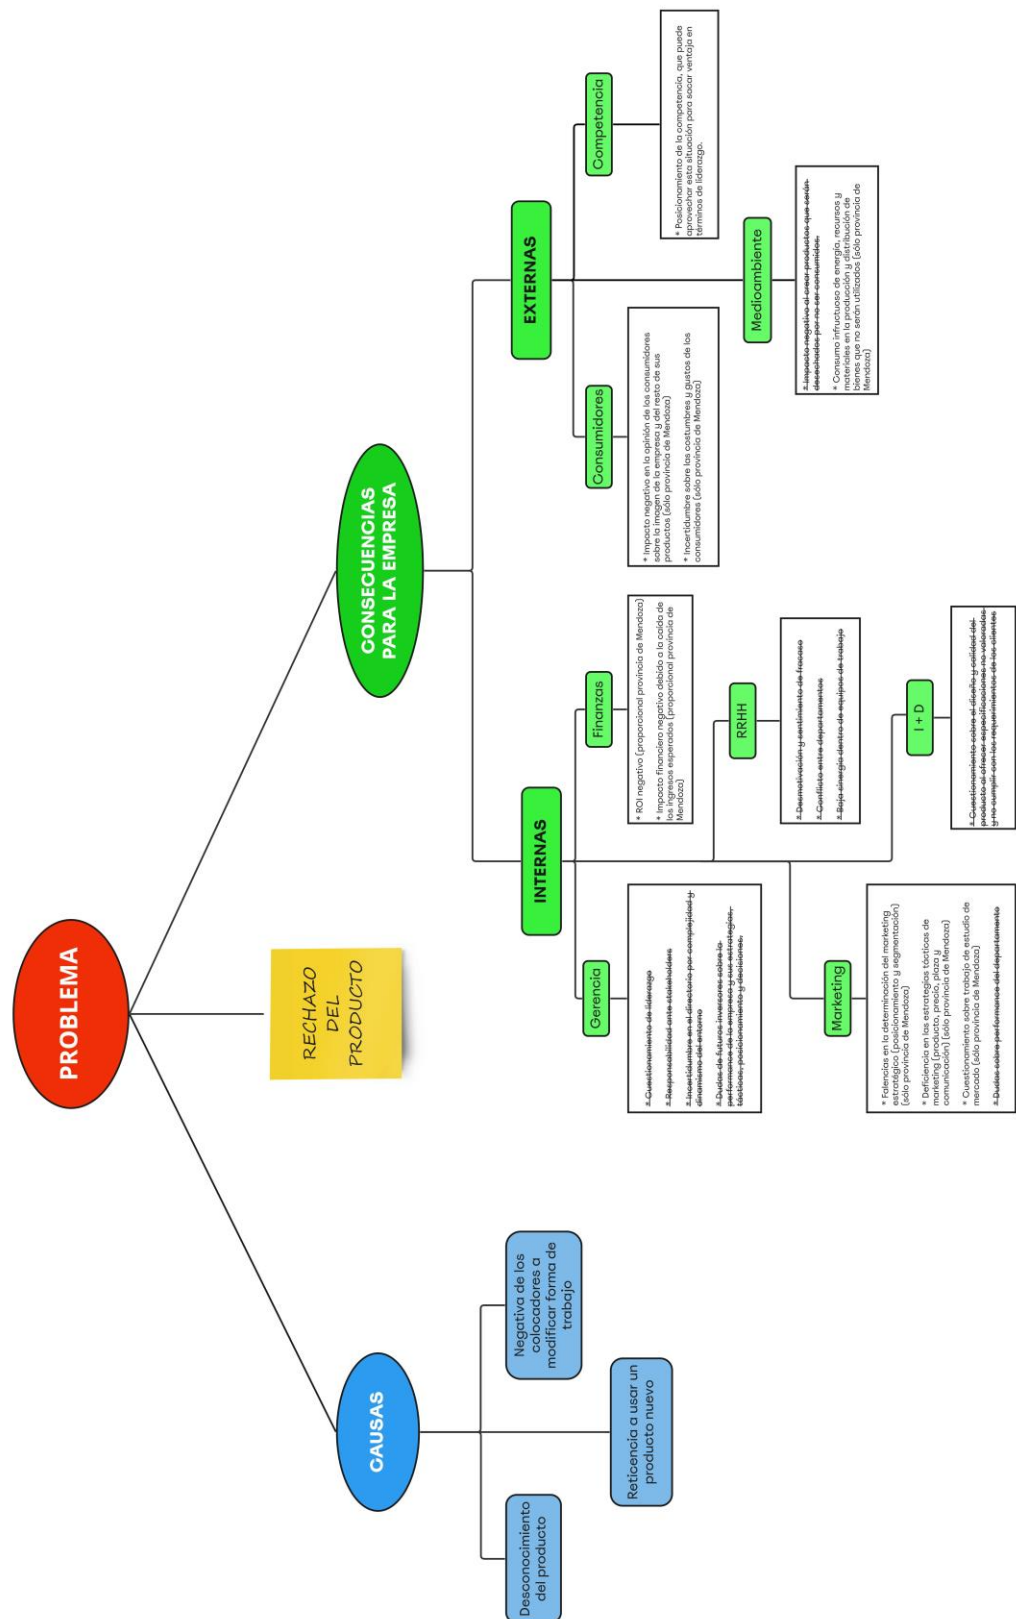 PROBLEMA
RECHAZO
DEL
PRODUCTO
CAUSAS
Desconocimiento
del producto
Reticencia a usar un
producto nuevo
Negativa de los
colocadores a
modificar forma de
trabajo
CONSECUENCIAS
PARA LA EMPRESA
INTERNAS
Gerencia
* Cuestionamiento de liderazgo
* Responsabilidad ante stakeholders
* Incertidumbre en el directorio por complejidad y
dinamismo del entorno
* Dudas de futuros inversores sobre la
performance de la empresa y sus estrategias,
tácticas, posicionamiento y decisiones.
Marketing
* Falencias en la determinación del marketing
estratégico (posicionamiento y segmentación)
(sólo provincia de Mendoza)
* Deficiencia en las estrategias tácticas de
marketing (producto, precio, plaza y
comunicación) (sólo provincia de Mendoza)
* Cuestionamiento sobre trabajo de estudio de
mercado (sólo provincia de Mendoza)
* Dudas sobre performance del departamento
Finanzas
* ROI negativo (proporcional provincia de Mendoza)
* Impacto financiero negativo debido a la caída de
los ingresos esperados (proporcional provincia de
Mendoza)
RRHH
* Desmotivación y sentimiento de fracaso
* Conflicto entre departamentos
* Baja sinergia dentro de equipos de trabajo
I + D
* Cuestionamiento sobre el diseño y calidad del
producto al ofrecer especificaciones no valoradas
y no cumplir con los requerimientos de los clientes
EXTERNAS
Consumidores
* Impacto negativo en la opinión de los consumidores
sobre la imagen de la empresa y del resto de sus
productos (sólo provincia de Mendoza)
* Incertidumbre sobre las costumbres y gustos de los
consumidores (sólo provincia de Mendoza)
Medioambiente
* Impacto negativo al crear productos que serán
desechados por no ser consumidos.
* Consumo infructuoso de energía, recursos y
materiales en la producción y distribución de
bienes que no serán utilizados (sólo provincia de
Mendoza)
Competencia
* Posicionamiento de la competencia, que puede
aprovechar esta situación para sacar ventaja en
términos de liderazgo.